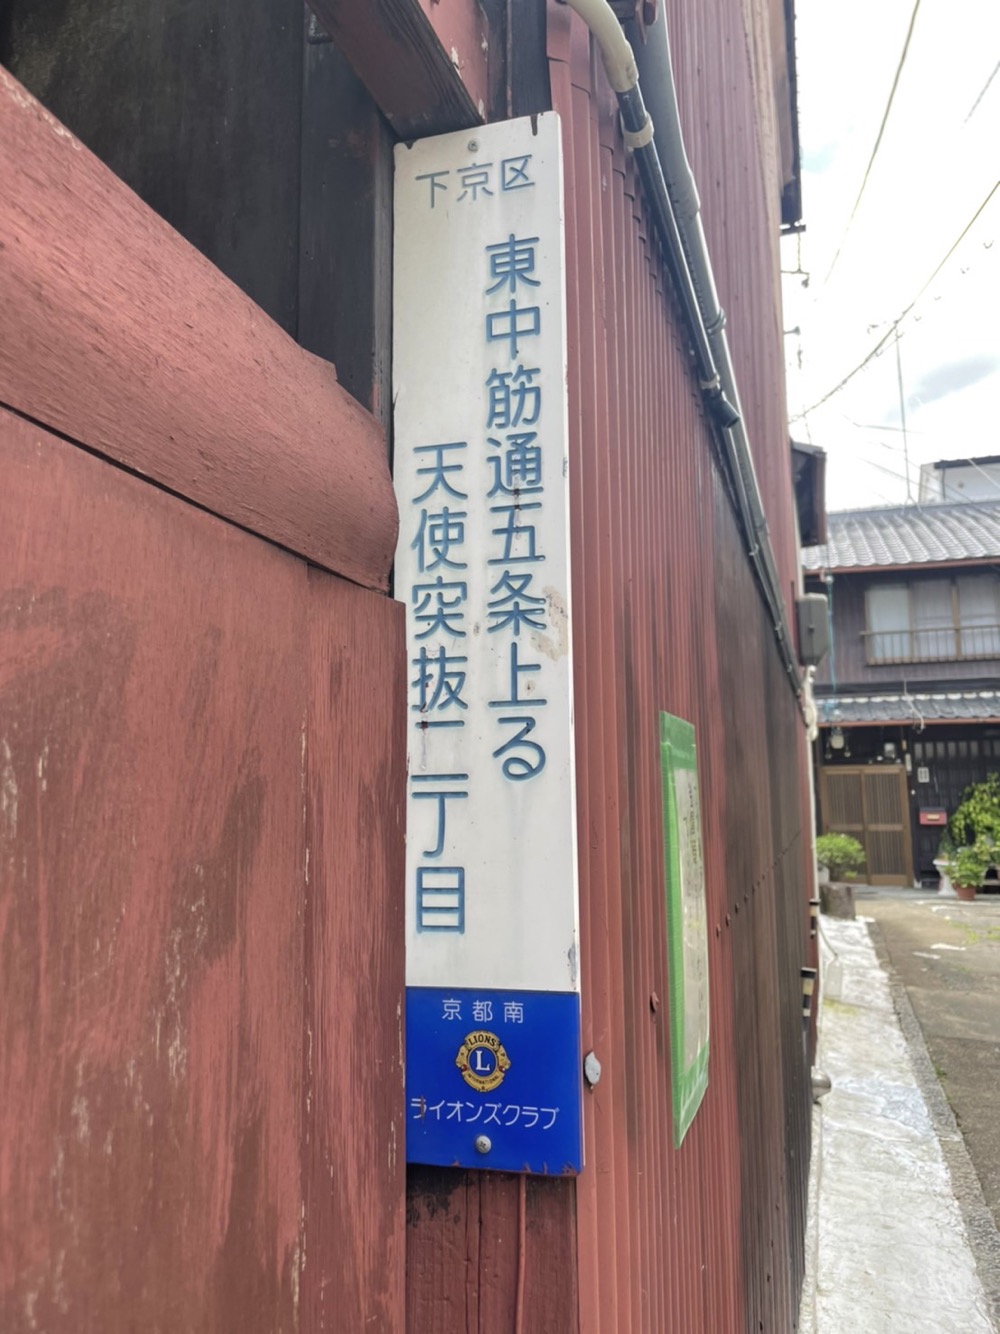 下京区
東中筋通五条上る
天使突抜二丁目
京都南
LIONS
L
INTERNATIONAL
ライオンズクラブ